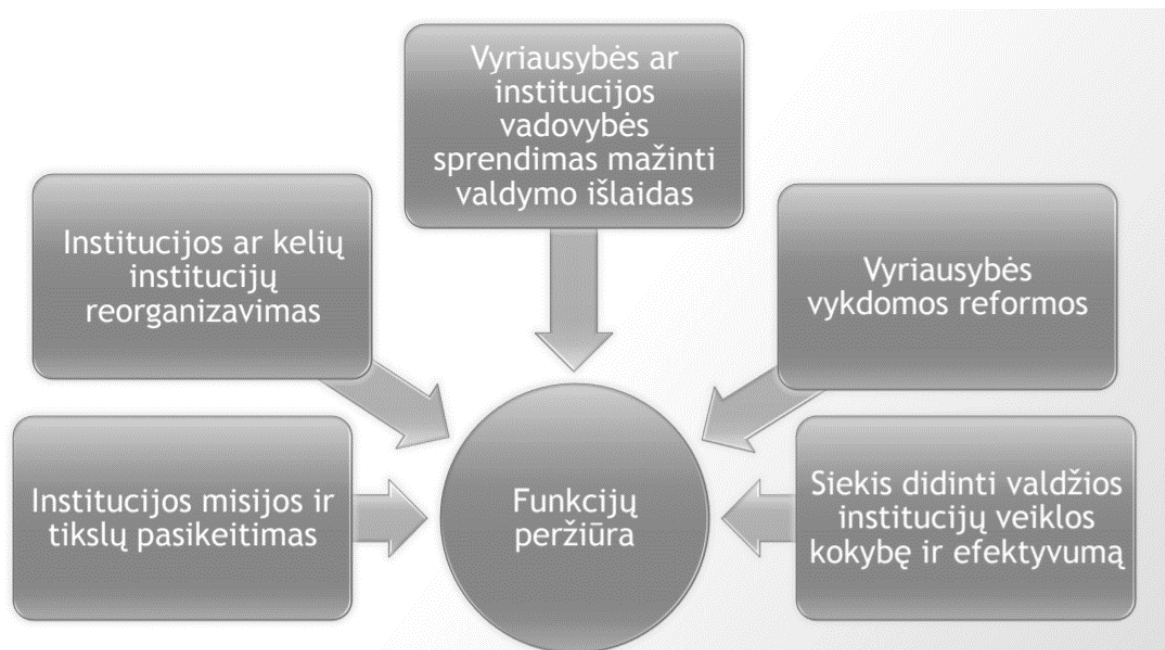 Vyriausybės ar
institucijos
vadovybės
sprendimas mažinti
valdymo išlaidas
Institucijos ar kelių
institucijų
reorganizavimas
Vyriausybės
vykdomos reformos
Institucijos misijos ir
tikslų pasikeitimas
Funkcijų
peržiūra
Siekis didinti valdžios
institucijų veiklos
kokybę ir efektyvumą